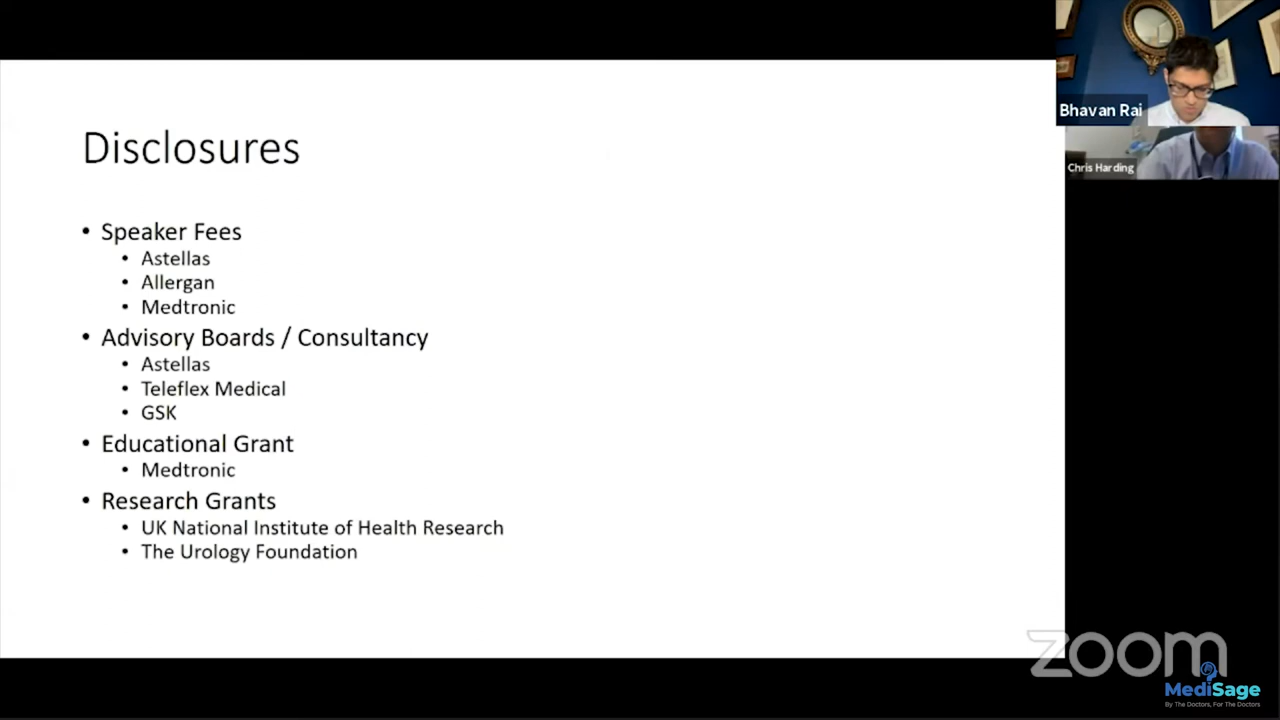 Disclosures
• Speaker Fees
• Astellas
• Allergan
• Medtronic
• Advisory Boards / Consultancy
• Astellas
• Teleflex Medical
• GSK
• Educational Grant
• Medtronic
• Research Grants
• UK National Institute of Health Research
• The Urology Foundation
Bhavan Rai
Chris Harding
zoom
MediSage
By The Doctors, For The Doctors